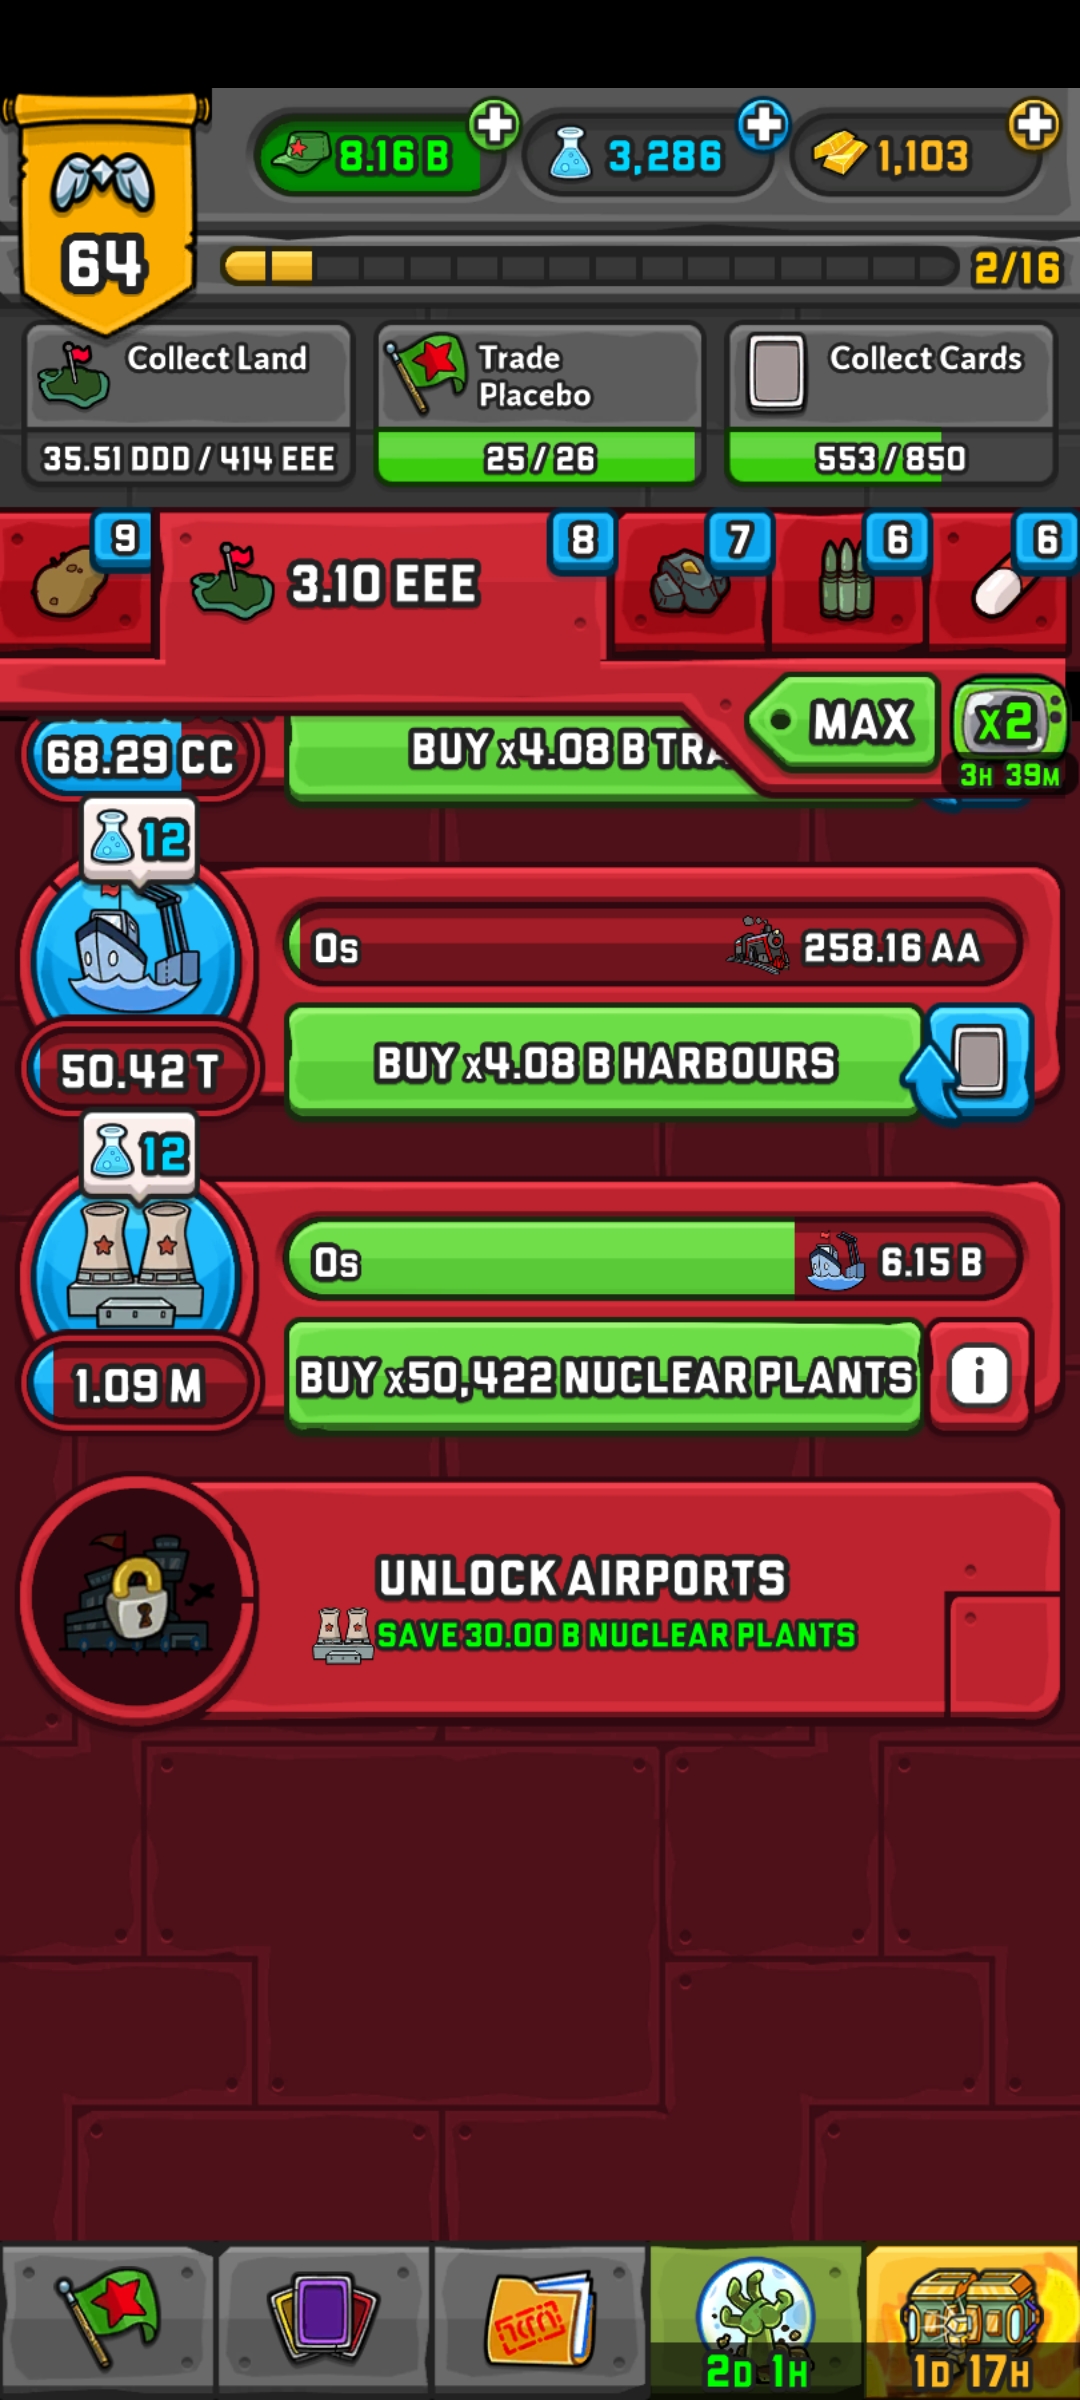 64
8.16 B
3,286
1,103
2/16
Collect Land
35.51 DDD / 414 EEE
Trade
Placebo
25 / 26
Collect Cards
553 / 850
9
3.10 EEE
8
7
6
6
MAX
x2
3H 39M
68.29 CC
BUY x4.08 B TRA
12
0s
258.16 AA
50.42 T
BUY x4.08 B HARBOURS
12
0s
6.15 B
1.09 M
BUY x50,422 NUCLEAR PLANTS
i
UNLOCK AIRPORTS
SAVE 30.00 B NUCLEAR PLANTS
2D 1H
1D 17H